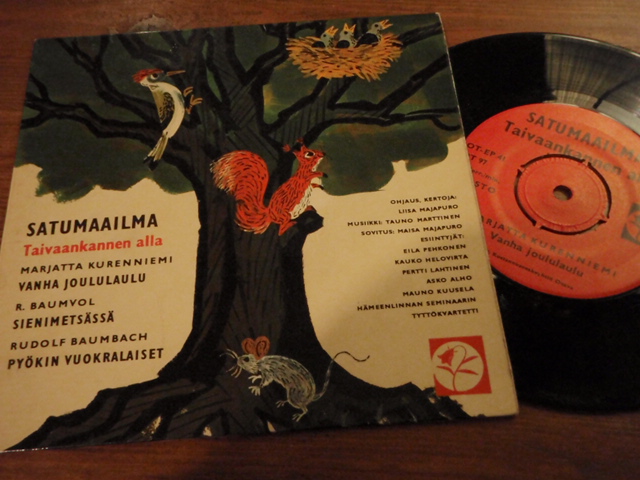 SATUMAAILMA
Taivaankannen alla
MARJATTA KURENNIEMI
VANHA JOULULAULU
R. BAUMVOL
SIENIMETSÄSSÄ
RUDOLF BAUMBACH
PYÖKIN VUOKRALAISET
OHJAUS, KERTOJA:
LIISA MAJAPURO
MUSIIKKI: TAUNO MARTTINEN
SOVITUS: MAISA MAJAPURO
ESIINTYJÄT:
EILA PEHKONEN
KAUKO HELOVIRTA
PERTTI LAHTINEN
ASKO ALHO
MAUNO KUUSELA
HÄMEENLINNAN SEMINAARIN
TYTTÖKVARTETTI
SATUMAAILMA
Taivaankannen al
MARJATTA KURENNIEMI
Vanha joululaulu